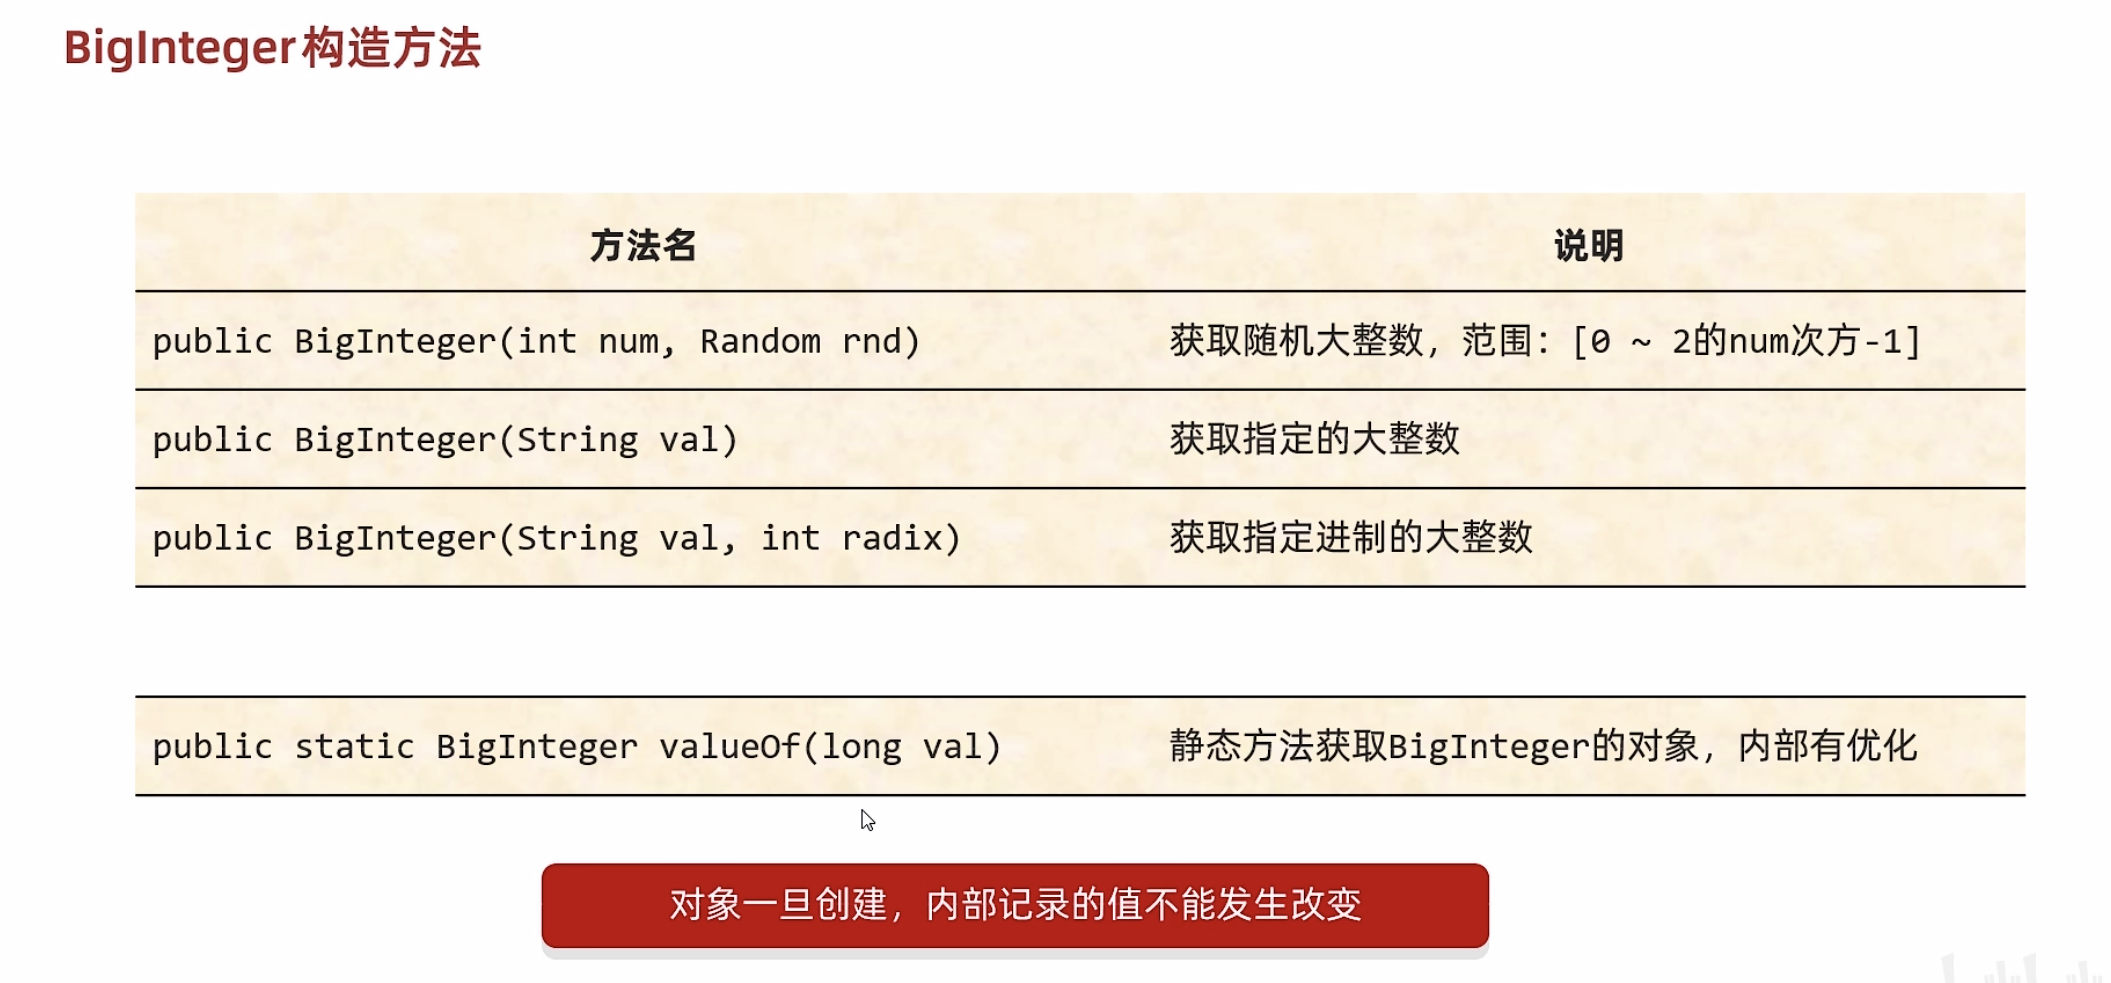 BigInteger构造方法
方法名 说明
public BigInteger(int num, Random rnd) 获取随机大整数，范围：[0 ~ 2的num次方-1]
public BigInteger(String val) 获取指定的大整数
public BigInteger(String val, int radix) 获取指定进制的大整数
public static BigInteger valueOf(long val) 静态方法获取BigInteger的对象，内部有优化
对象一旦创建，内部记录的值不能发生改变